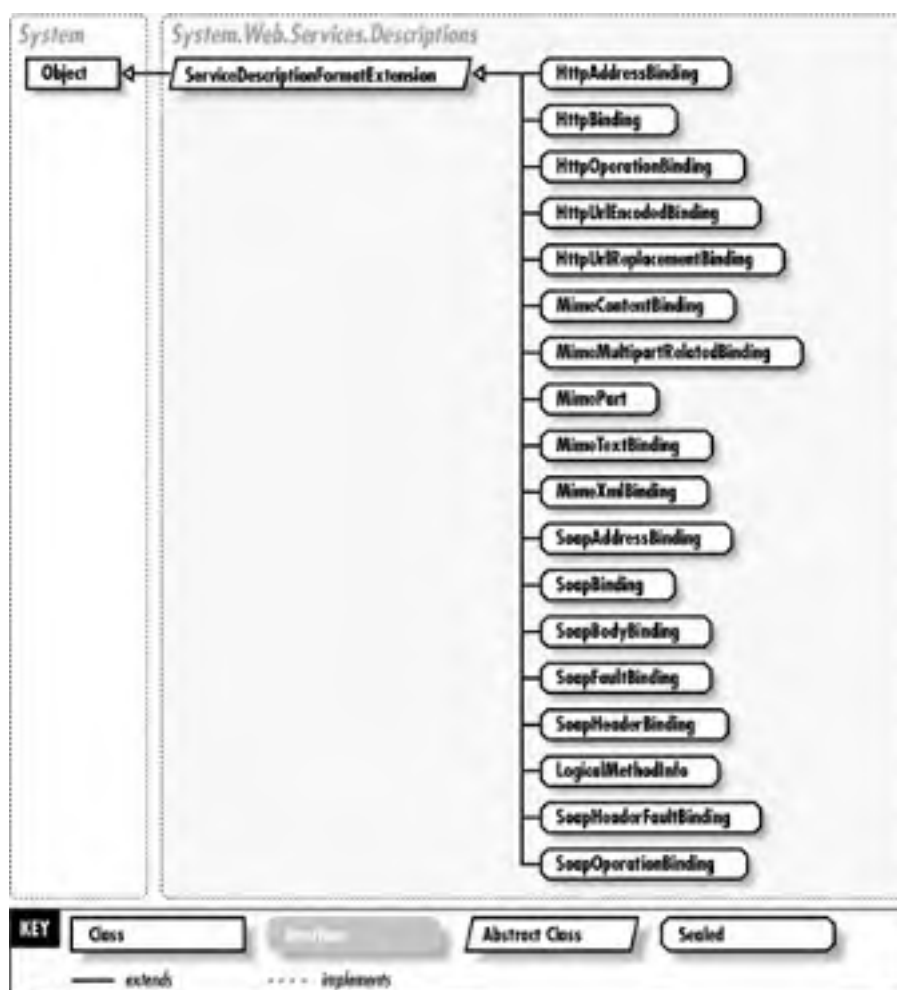 System
System.Web.Services.Descriptions
Object
ServiceDescriptionFormatExtension
HttpAddressBinding
HttpBinding
HttpOperationBinding
HttpUrlEncodedBinding
HttpUrlReplacementBinding
MimeContentBinding
MimeMultipartRelatedBinding
MimePart
MimeTextBinding
MimeXmlBinding
SoapAddressBinding
SoapBinding
SoapBodyBinding
SoapFaultBinding
SoapHeaderBinding
LogicalMethodInfo
SoapHeaderFaultBinding
SoapOperationBinding
KEY
Class
Abstract Class
Sealed
extends
implements